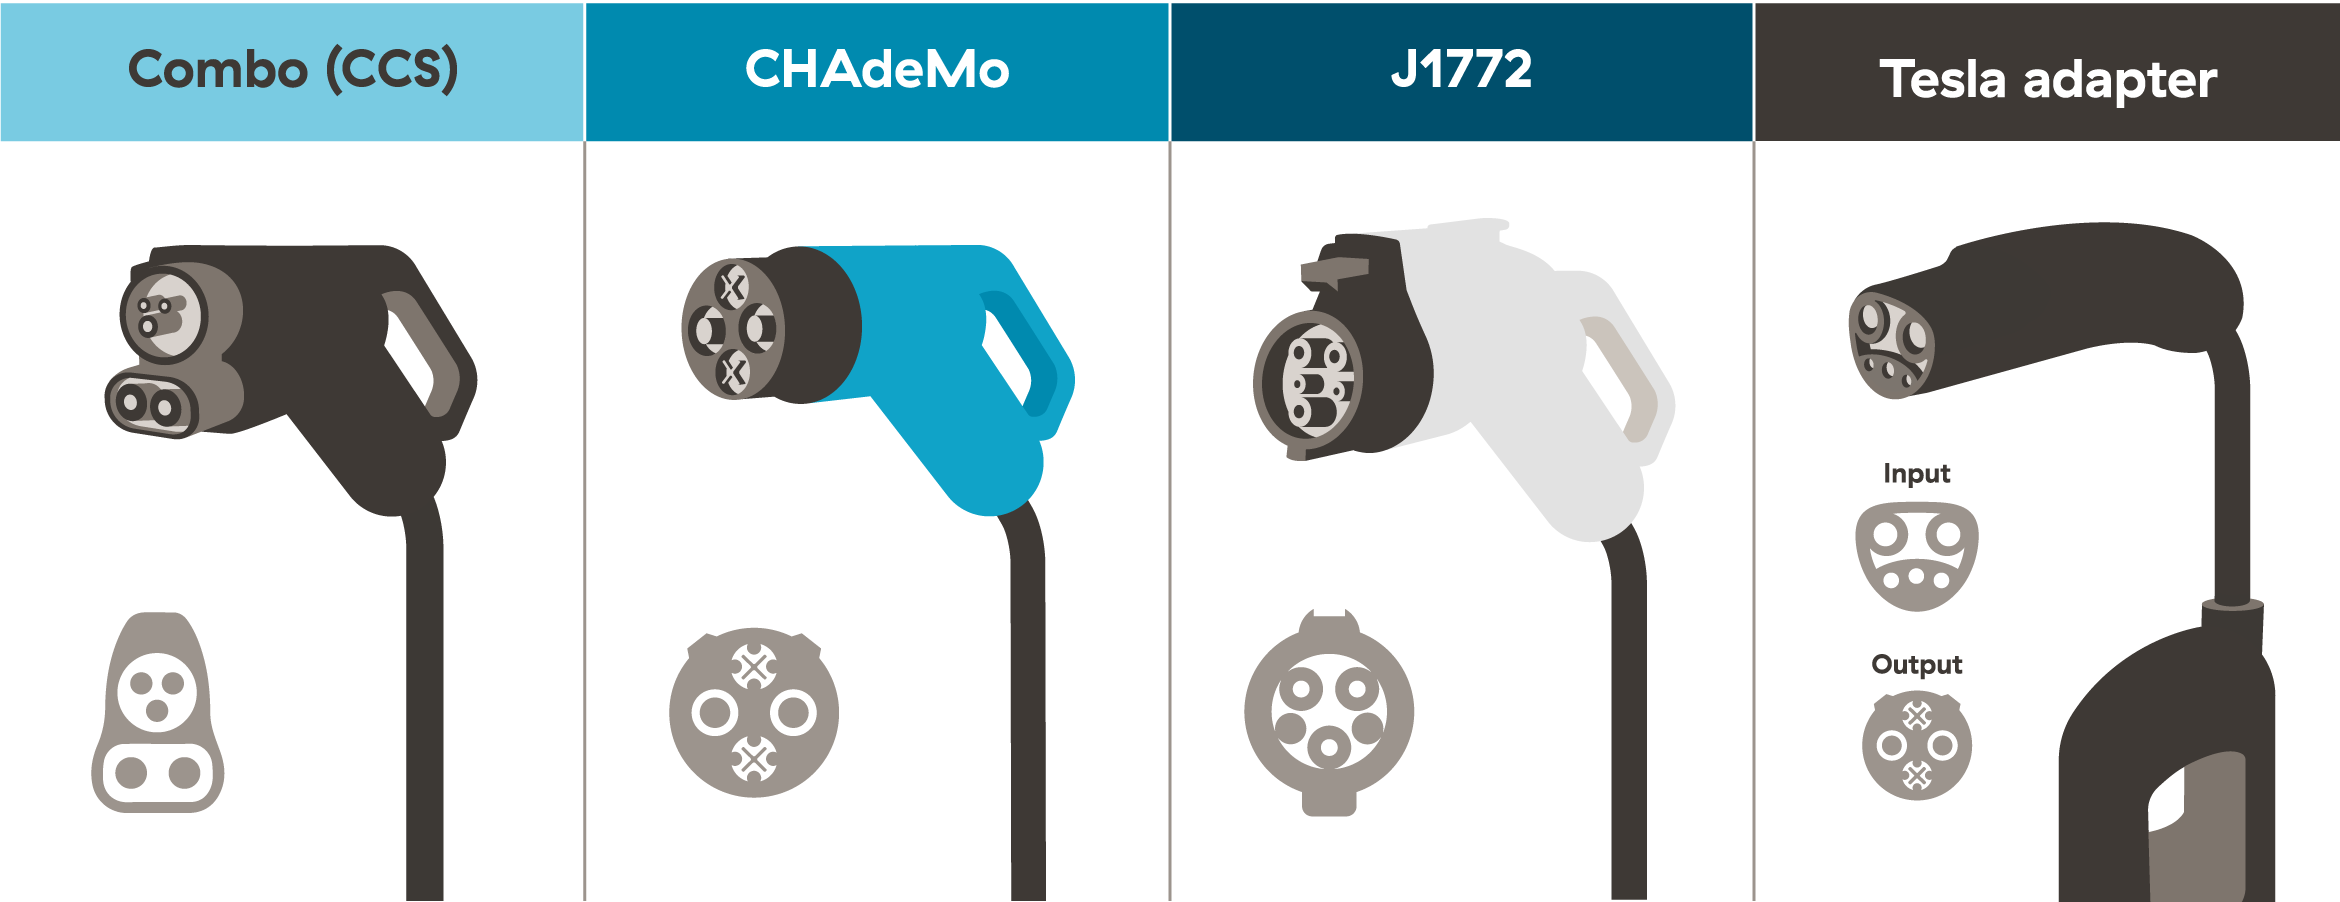 Combo (CCS)
CHAdeMo
J1772
Tesla adapter
Input
Output